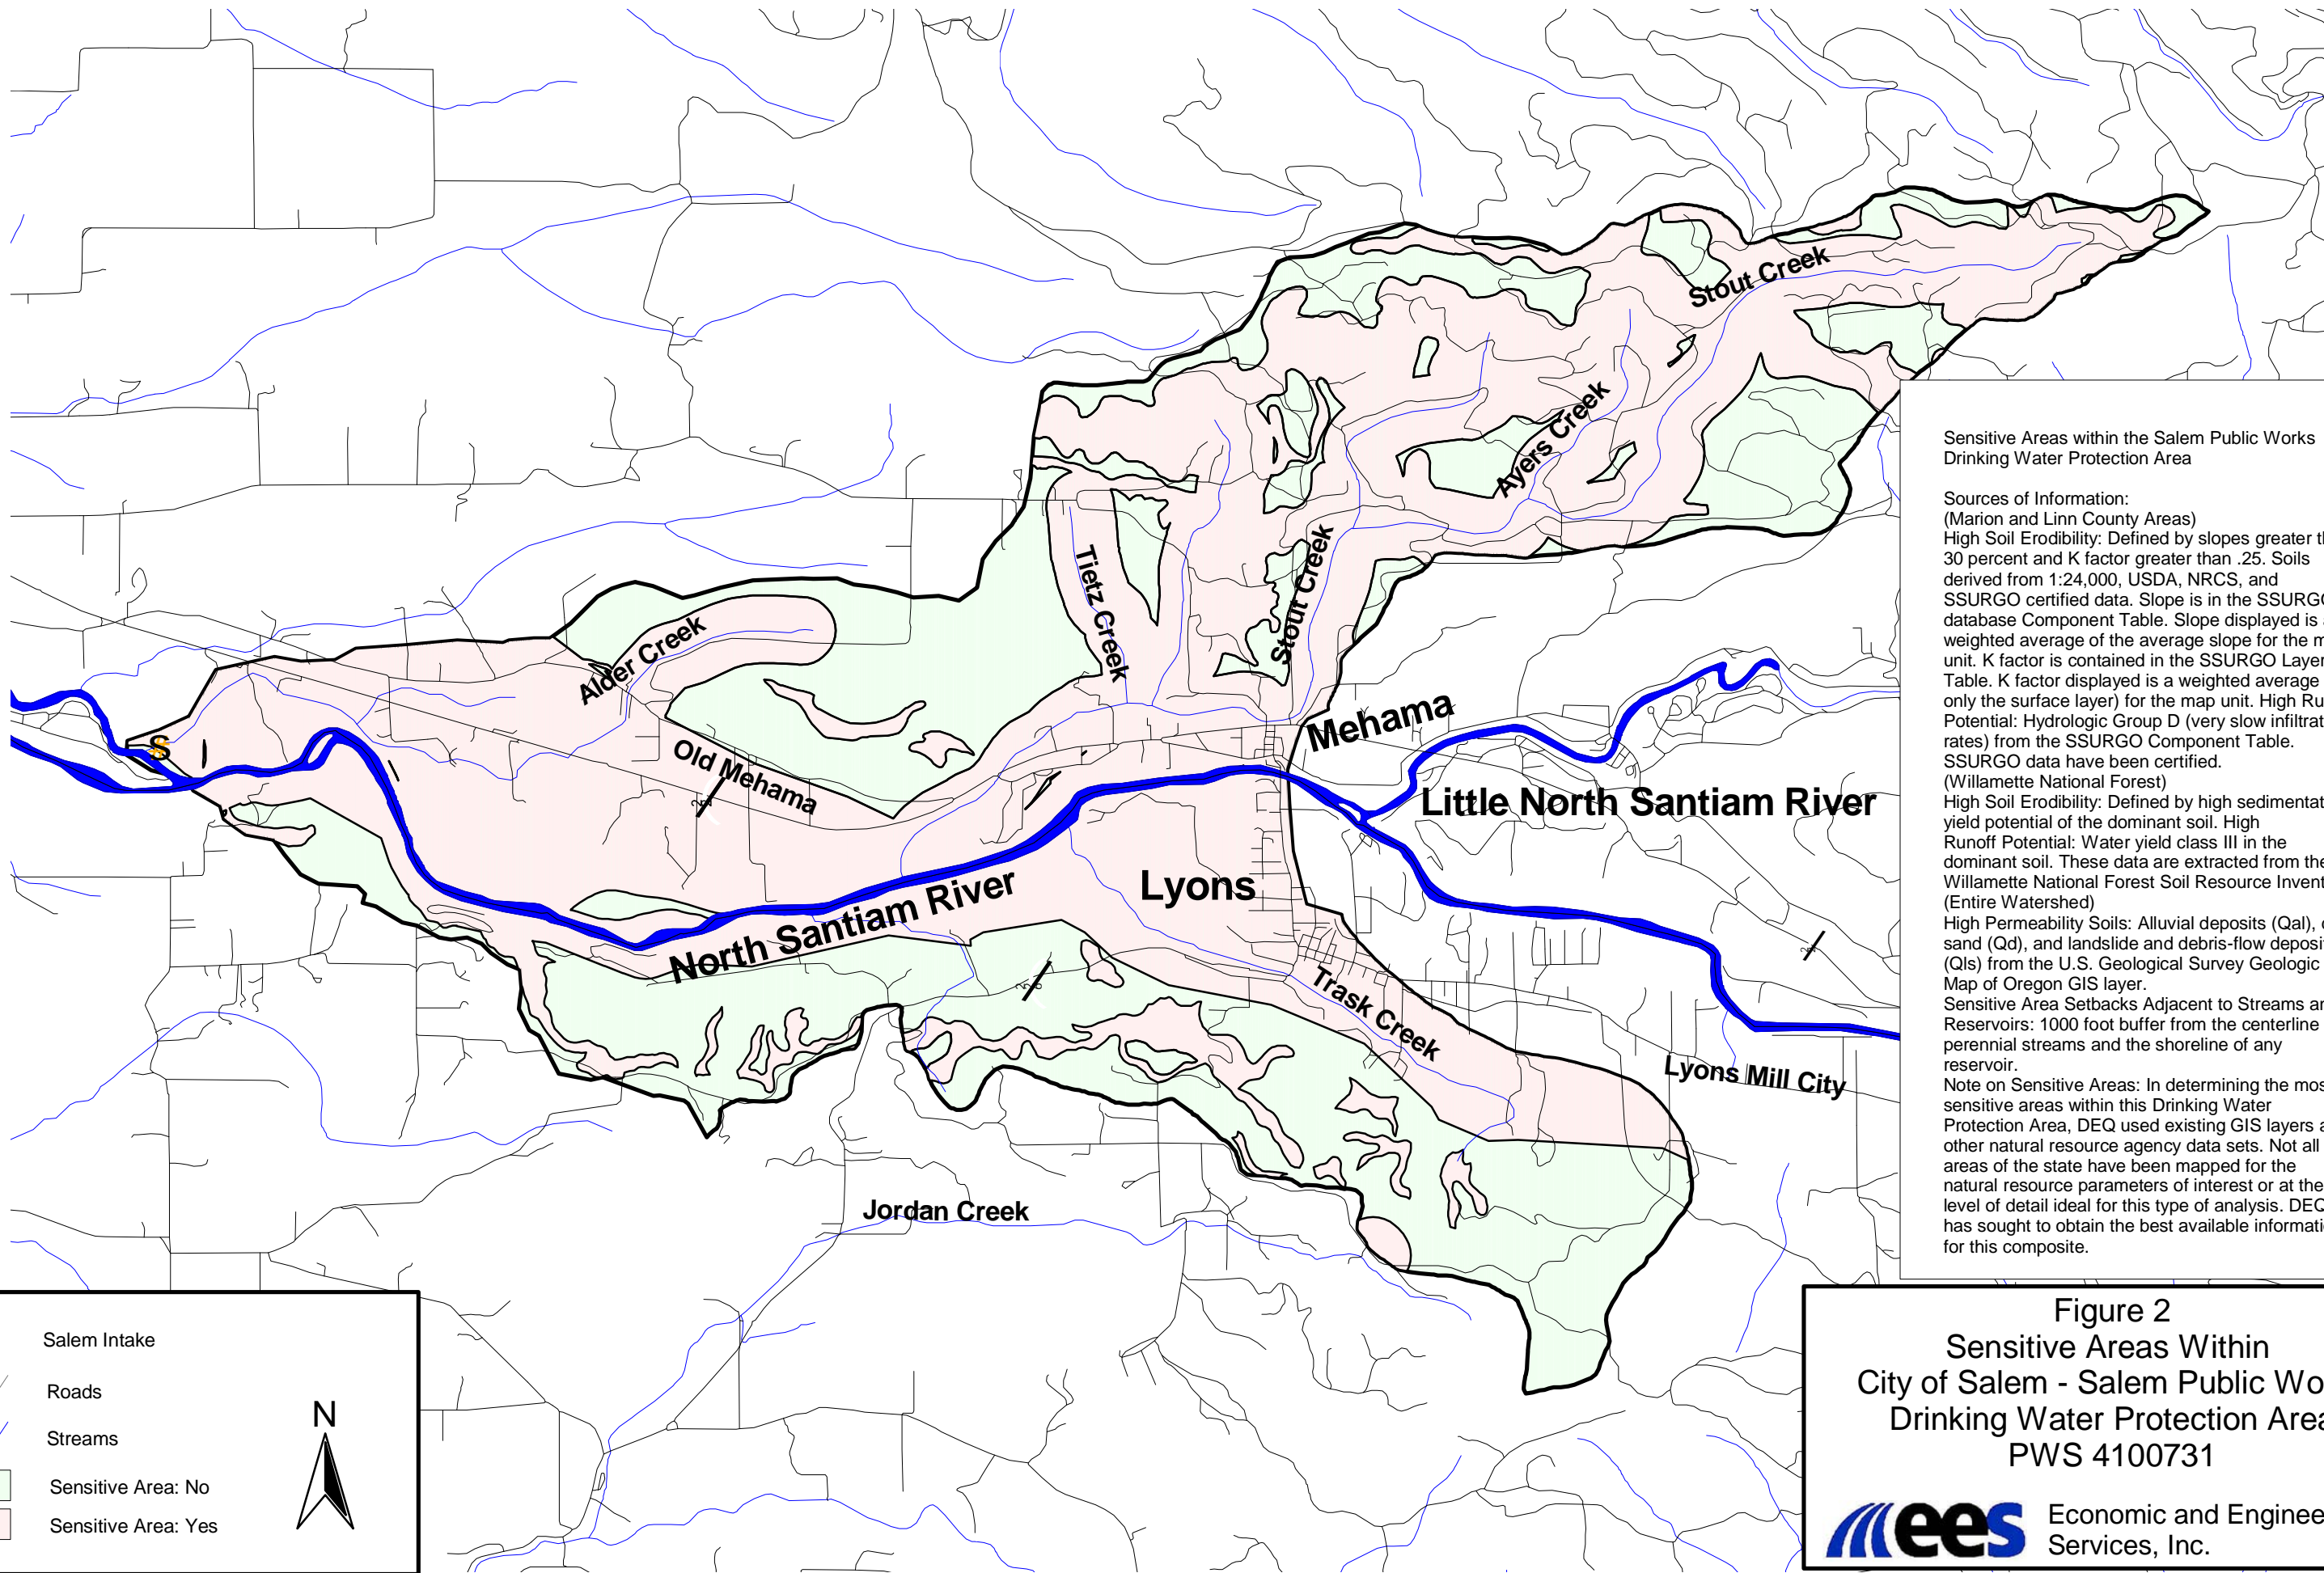 Stout Creek
Ayers Creek
Stout Creek
Tietz Creek
Alder Creek
Mehama
S
Old Mehama
22
Little North Santiam River
Lyons
North Santiam River
Trask Creek
Lyons Mill City
Jordan Creek
Sensitive Areas within the Salem Public Works
Drinking Water Protection Area
Sources of Information:
(Marion and Linn County Areas)
High Soil Erodibility: Defined by slopes greater
30 percent and K factor greater than .25. Soils
derived from 1:24,000, USDA, NRCS, and
SSURGO certified data. Slope is in the SSURGO
database Component Table. Slope displayed is
weighted average of the average slope for the
unit. K factor is contained in the SSURGO Layer
Table. K factor displayed is a weighted average
only the surface layer) for the map unit. High
Potential: Hydrologic Group D (very slow
rates) from the SSURGO Component Table.
SSURGO data have been certified.
(Willamette National Forest)
High Soil Erodibility: Defined by high
yield potential of the dominant soil. High
Runoff Potential: Water yield class III in the
dominant soil. These data are extracted from the
Willamette National Forest Soil Resource
(Entire Watershed)
High Permeability Soils: Alluvial deposits (Qal),
sand (Qd), and landslide and debris-flow
(Qls) from the U.S. Geological Survey Geologic
Map of Oregon GIS layer.
Sensitive Area Setbacks Adjacent to Streams
Reservoirs: 1000 foot buffer from the centerline
perennial streams and the shoreline of any
reservoir.
Note on Sensitive Areas: In determining the
sensitive areas within this Drinking Water
Protection Area, DEQ used existing GIS layers
other natural resource agency data sets. Not all
areas of the state have been mapped for the
natural resource parameters of interest or at the
level of detail ideal for this type of analysis. DEQ
has sought to obtain the best available
for this composite.
Salem Intake
Roads
Streams
Sensitive Area: No
Sensitive Area: Yes
N
Figure 2
Sensitive Areas Within
City of Salem - Salem Public
Drinking Water Protection Area
PWS 4100731
ees
Economic and
Services, Inc.